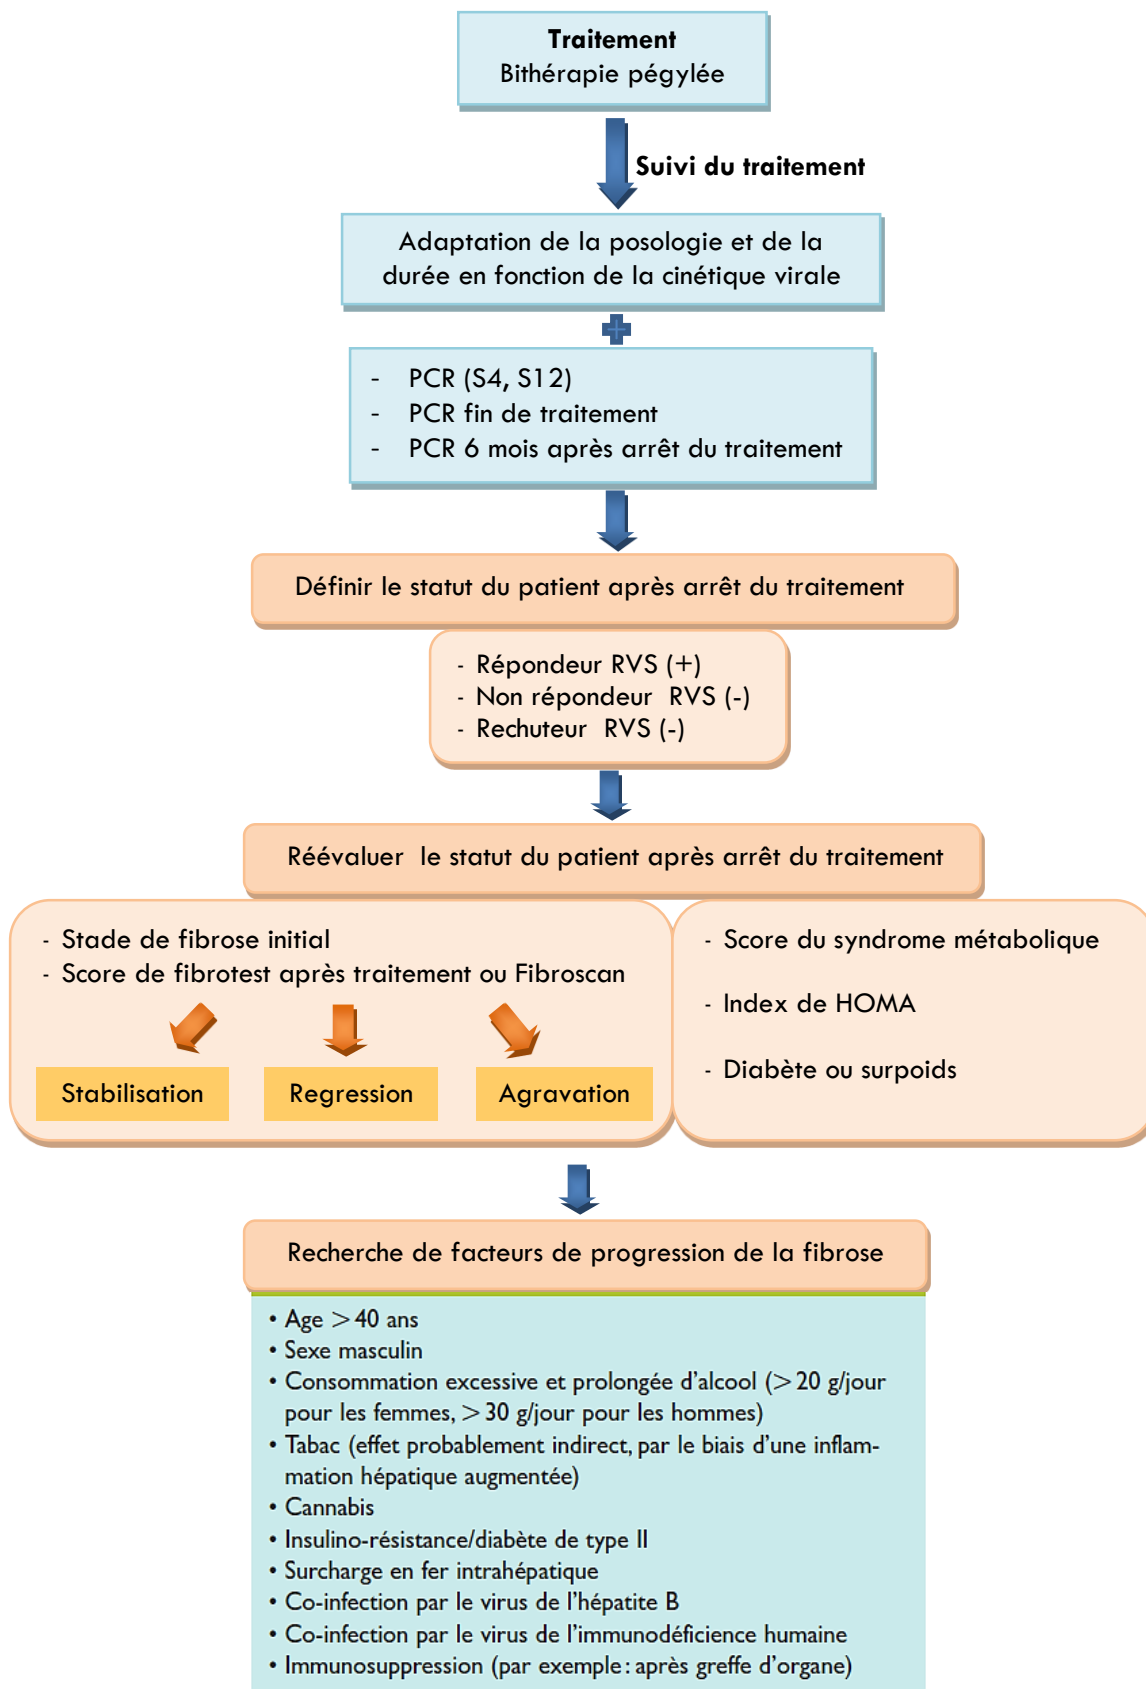 Traitement
Bithérapie pégylée
Suivi du traitement
Adaptation de la posologie et de la
durée en fonction de la cinétique virale
- PCR (S4, S12)
- PCR fin de traitement
- PCR 6 mois après arrêt du traitement
Définir le statut du patient après arrêt du traitement
- Répondeur RVS (+)
- Non répondeur RVS (-)
- Rechuteur RVS (-)
Réévaluer le statut du patient après arrêt du traitement
- Stade de fibrose initial
- Score de fibrotest après traitement ou Fibroscan
Stabilisation
Regression
Agravation
- Score du syndrome métabolique
- Index de HOMA
- Diabète ou surpoids
Recherche de facteurs de progression de la fibrose
• Age > 40 ans
• Sexe masculin
• Consommation excessive et prolongée d'alcool (> 20 g/jour
pour les femmes, > 30 g/jour pour les hommes)
• Tabac (effet probablement indirect, par le biais d'une inflam-
mation hépatique augmentée)
• Cannabis
• Insulino-résistance/diabète de type II
• Surcharge en fer intrahépatique
• Co-infection par le virus de l'hépatite B
• Co-infection par le virus de l'immunodéficience humaine
• Immunosuppression (par exemple : après greffe d'organe)